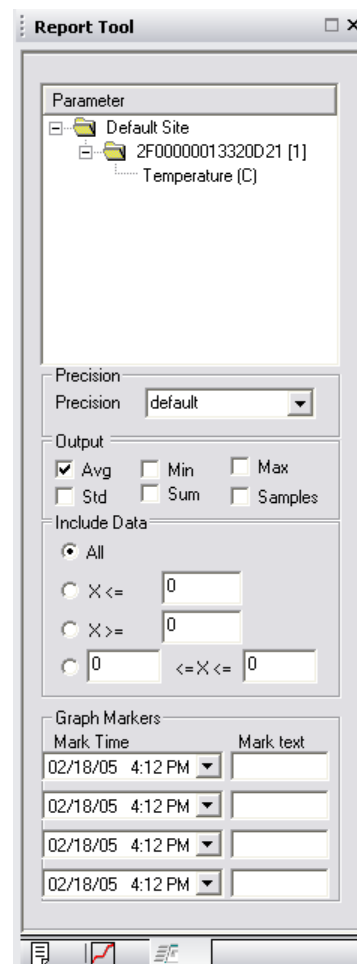 Report Tool
Parameter
Default Site
2F00000013320D21 [1]
Temperature (C)
Precision
Precision default
Output
Avg Min Max
Std Sum Samples
Include Data
All
X <= 0
X >= 0
0 <= X <= 0
Graph Markers
Mark Time Mark text
02/18/05 4:12 PM
02/18/05 4:12 PM
02/18/05 4:12 PM
02/18/05 4:12 PM